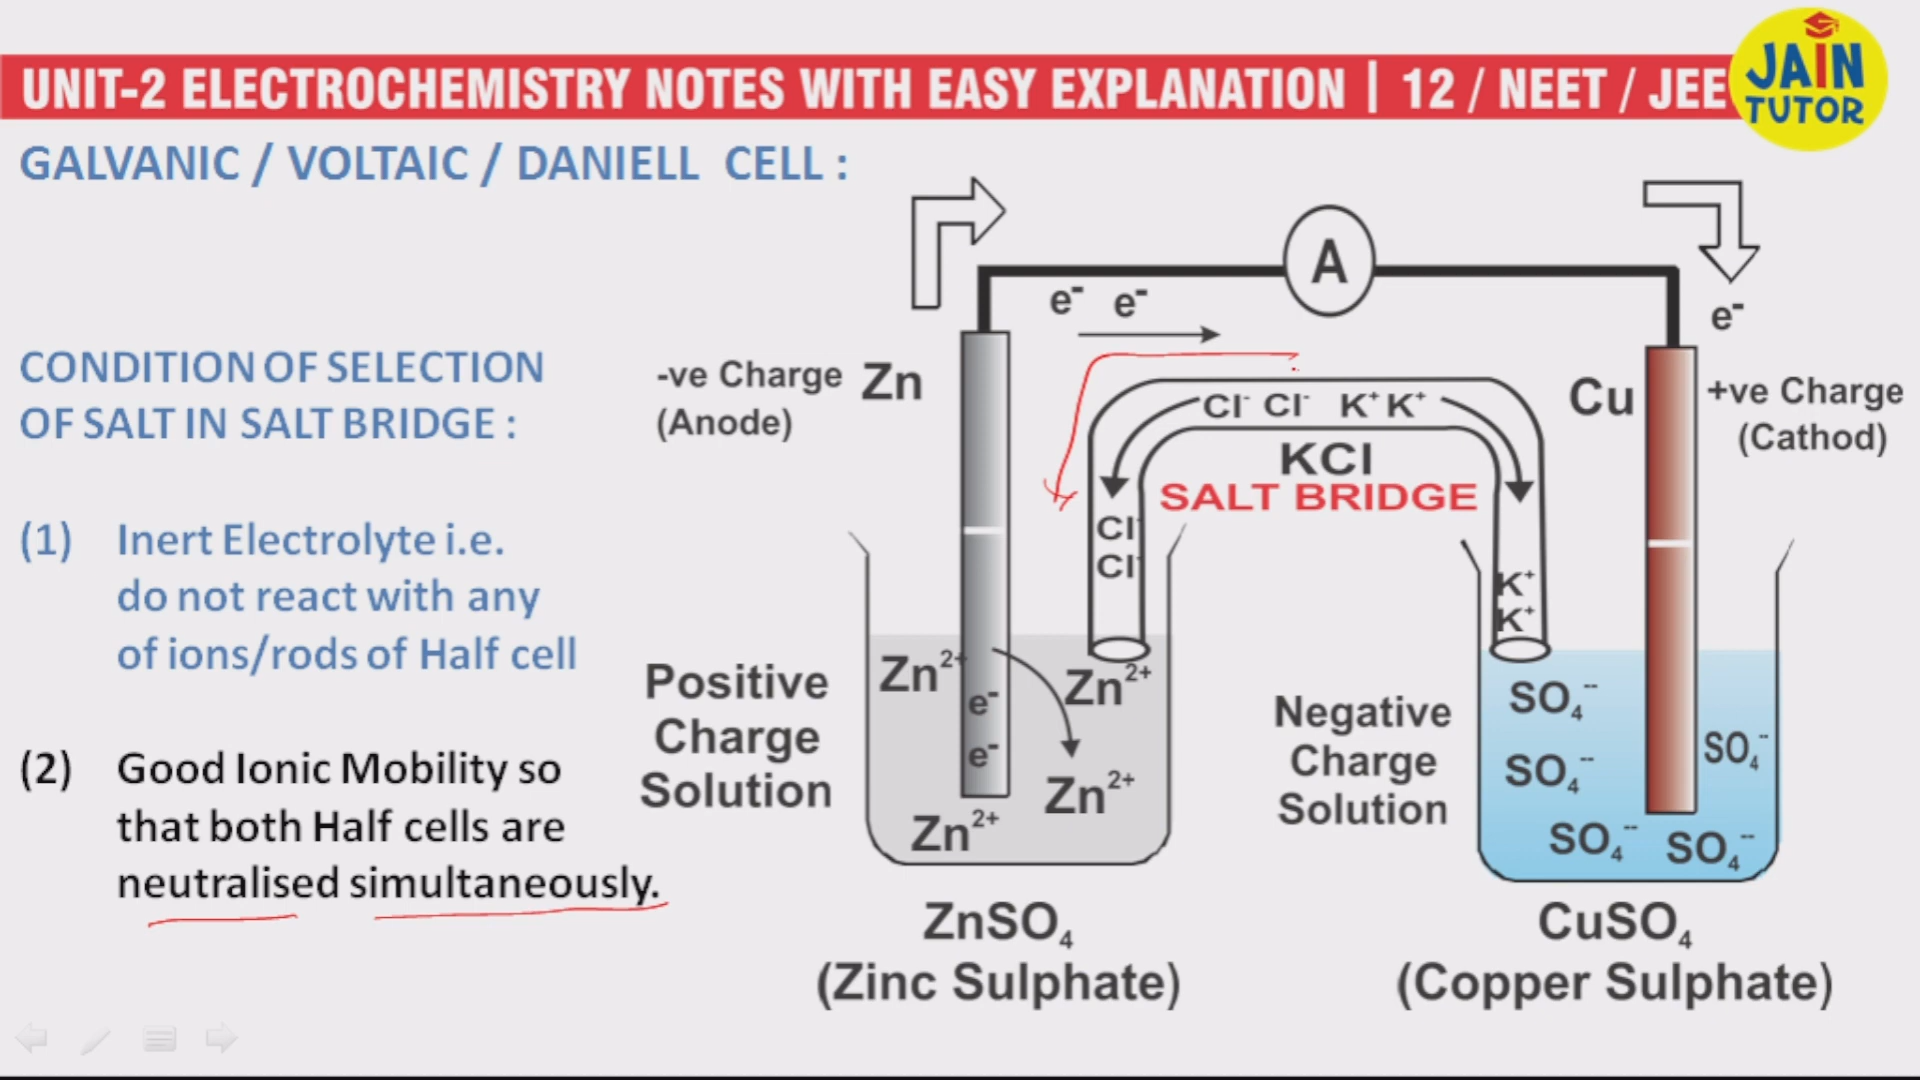 UNIT-2 ELECTROCHEMISTRY NOTES WITH EASY EXPLANATION | 12 / NEET / JEE
JAIN
TUTOR
GALVANIC / VOLTAIC / DANIELL CELL :
CONDITION OF SELECTION
OF SALT IN SALT BRIDGE :
(1) Inert Electrolyte i.e.
do not react with any
of ions/rods of Half cell
(2) Good Ionic Mobility so
that both Half cells are
neutralised simultaneously.
A
e⁻ e⁻
e⁻
-ve Charge
(Anode)
Zn
Cu
+ve Charge
(Cathod)
Cl⁻ Cl⁻ K⁺ K⁺
KCl
SALT BRIDGE
Cl⁻
Cl⁻
K⁺
K⁺
Positive
Charge
Solution
Zn²⁺
Zn²⁺
e⁻
e⁻
Zn²⁺
Zn²⁺
Negative
Charge
Solution
SO₄⁻⁻
SO₄⁻⁻
SO₄⁻⁻
SO₄⁻⁻
SO₄⁻
ZnSO₄
(Zinc Sulphate)
CuSO₄
(Copper Sulphate)